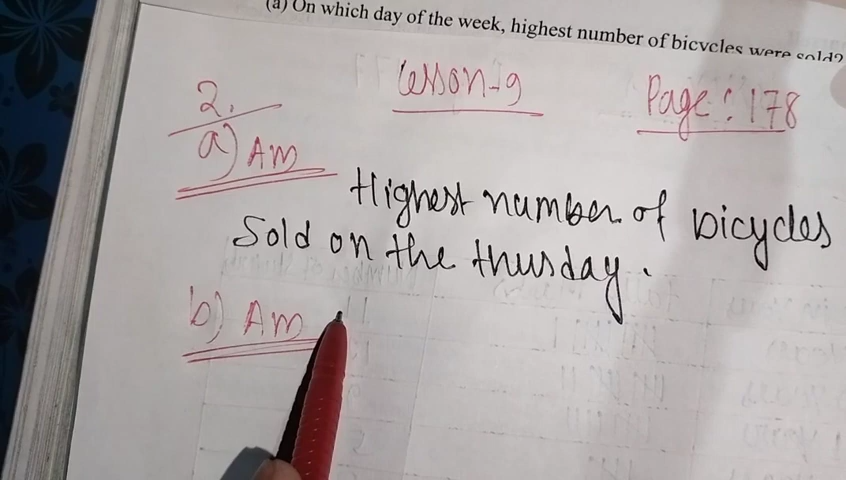 (a) On which day of the week, highest number of bicycles were sold?
Lesson-9
Page: 178
2.
a) Ans
Highest number of bicycles
sold on the thusday.
b) Ans